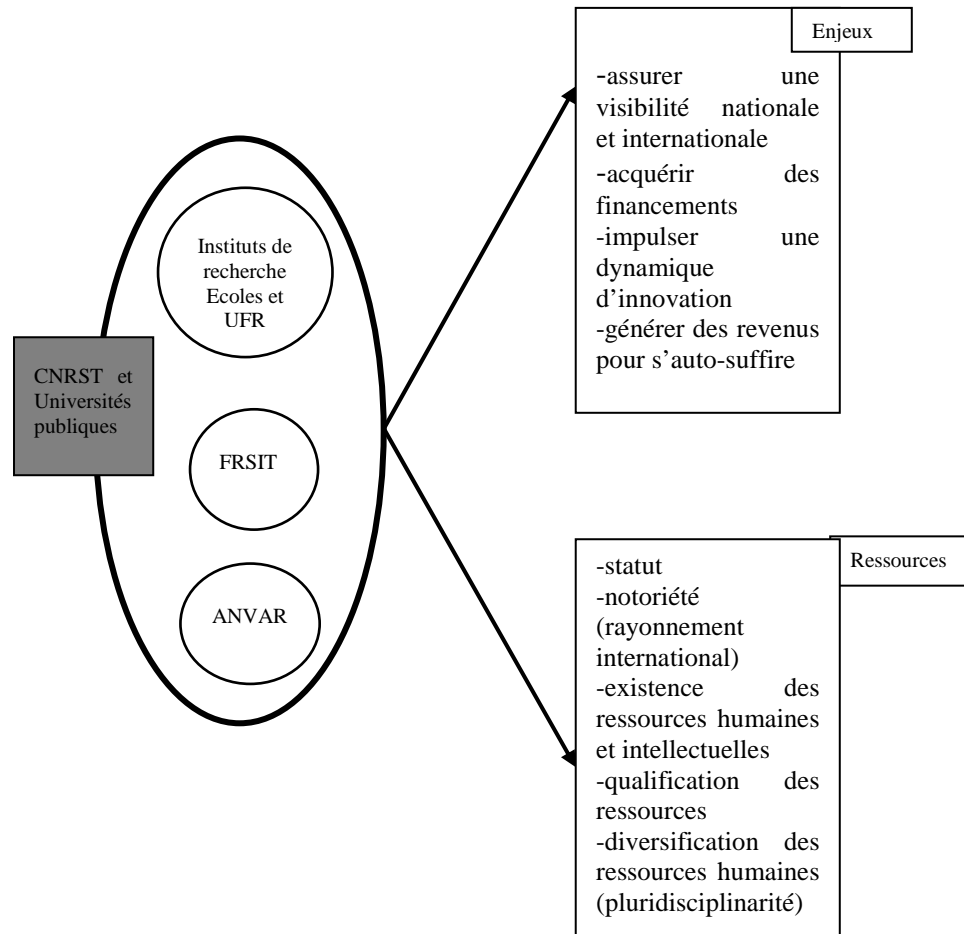 Instituts de
recherche
Ecoles et
UFR
CNRST et
Universités
publiques
FRSIT
ANVAR
Enjeux
-assurer une
visibilité nationale
et internationale
-acquérir des
financements
-impulser une
dynamique
d’innovation
-générer des revenus
pour s’auto-suffire
Ressources
-statut
-notoriété
(rayonnement
international)
-existence des
ressources humaines
et intellectuelles
-qualification des
ressources
-diversification des
ressources humaines
(pluridisciplinarité)